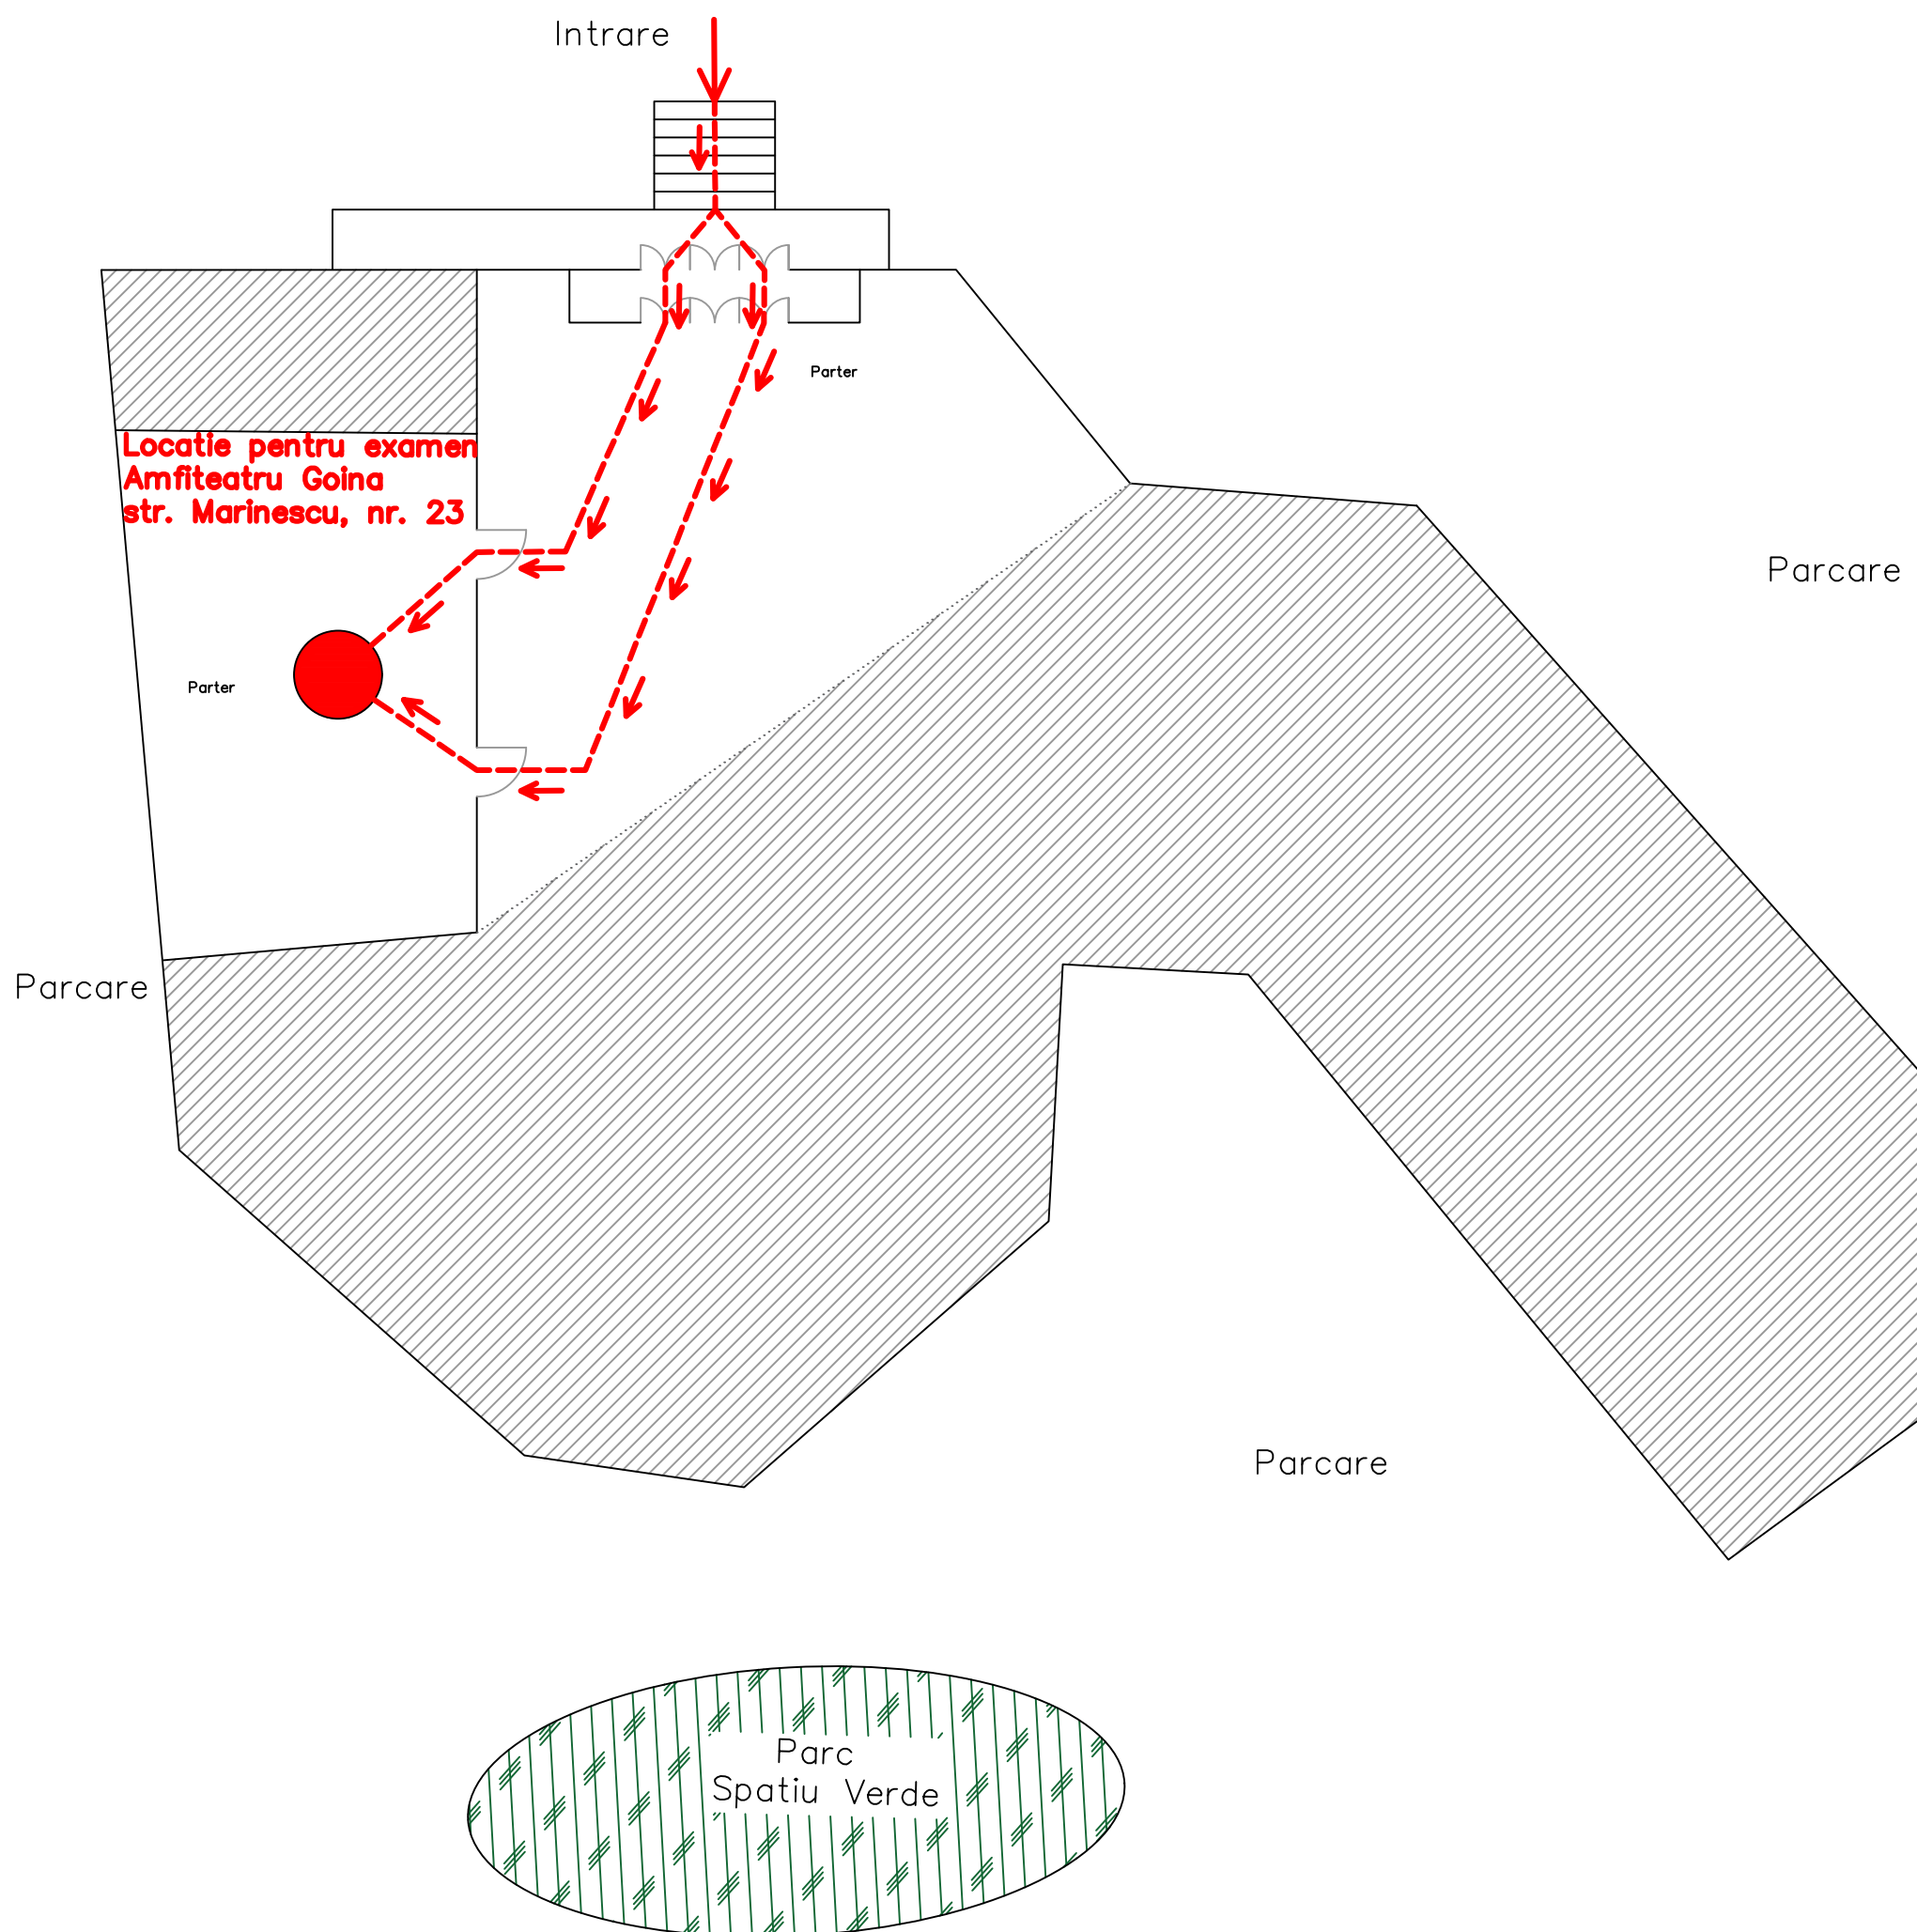 Intrare
Parter
Locatie pentru examen
Amfiteatru Goina
str. Marinescu, nr. 23
Parcare
Parter
Parcare
Parcare
Parc
Spatiu Verde